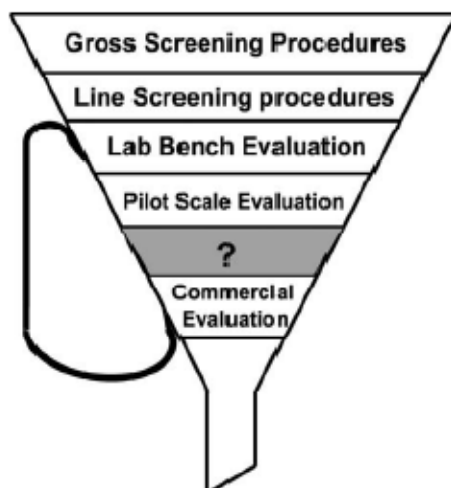 Gross Screening Procedures
Line Screening procedures
Lab Bench Evaluation
Pilot Scale Evaluation
?
Commercial
Evaluation